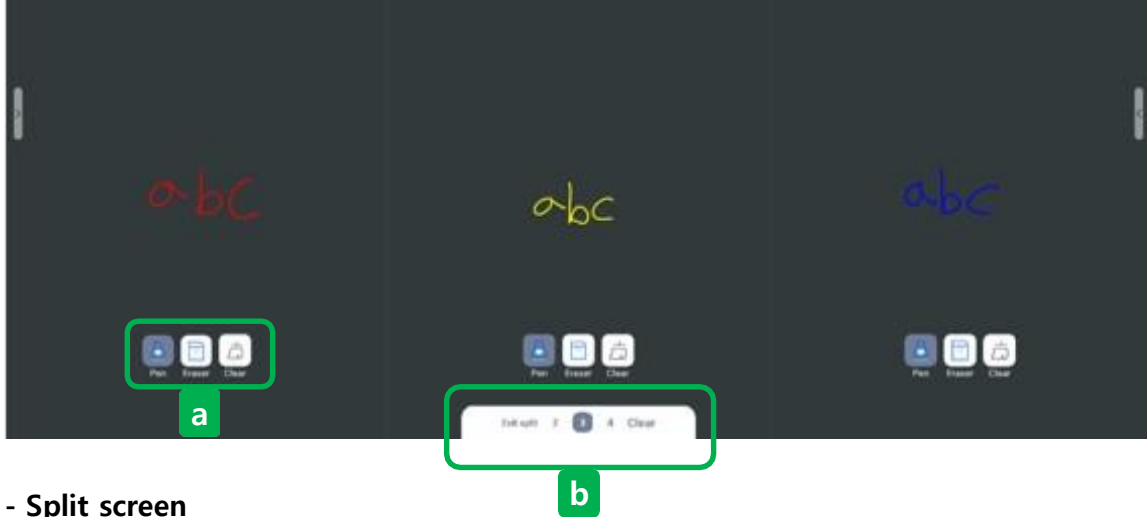 abc abc abc
Pen Eraser Clear Pen Eraser Clear Pen Eraser Clear
a
Exit split 2 3 4 Clear
b
- Split screen